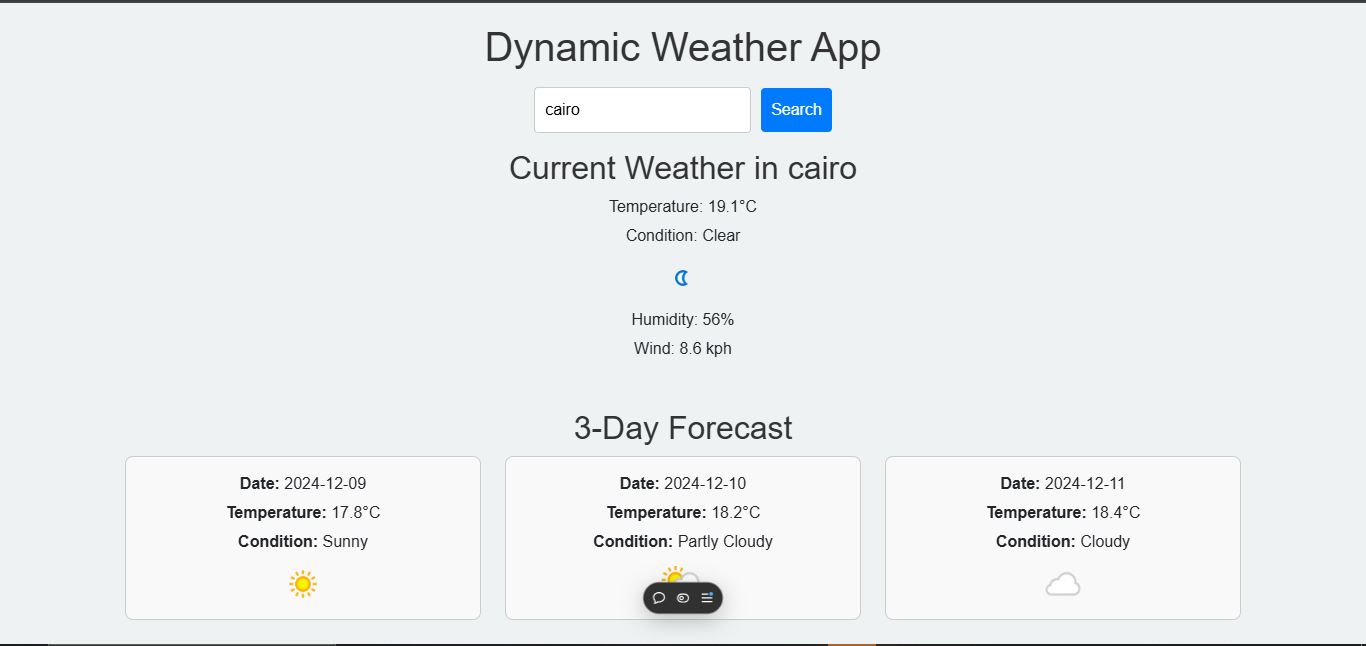 Dynamic Weather App
cairo
Search
Current Weather in cairo
Temperature: 19.1°C
Condition: Clear
Humidity: 56%
Wind: 8.6 kph
3-Day Forecast
Date: 2024-12-09
Temperature: 17.8°C
Condition: Sunny
Date: 2024-12-10
Temperature: 18.2°C
Condition: Partly Cloudy
Date: 2024-12-11
Temperature: 18.4°C
Condition: Cloudy